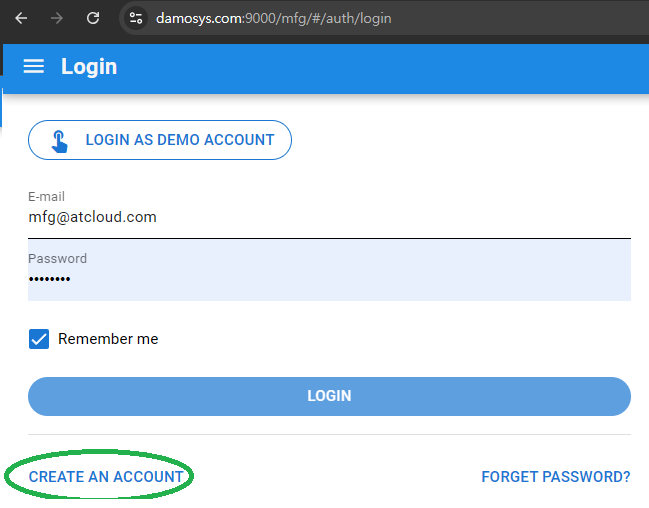 damosys.com:9000/mfg/#/auth/login
Login
LOGIN AS DEMO ACCOUNT
E-mail
mfg@atcloud.com
Password
••••••••
Remember me
LOGIN
CREATE AN ACCOUNT FORGET PASSWORD?